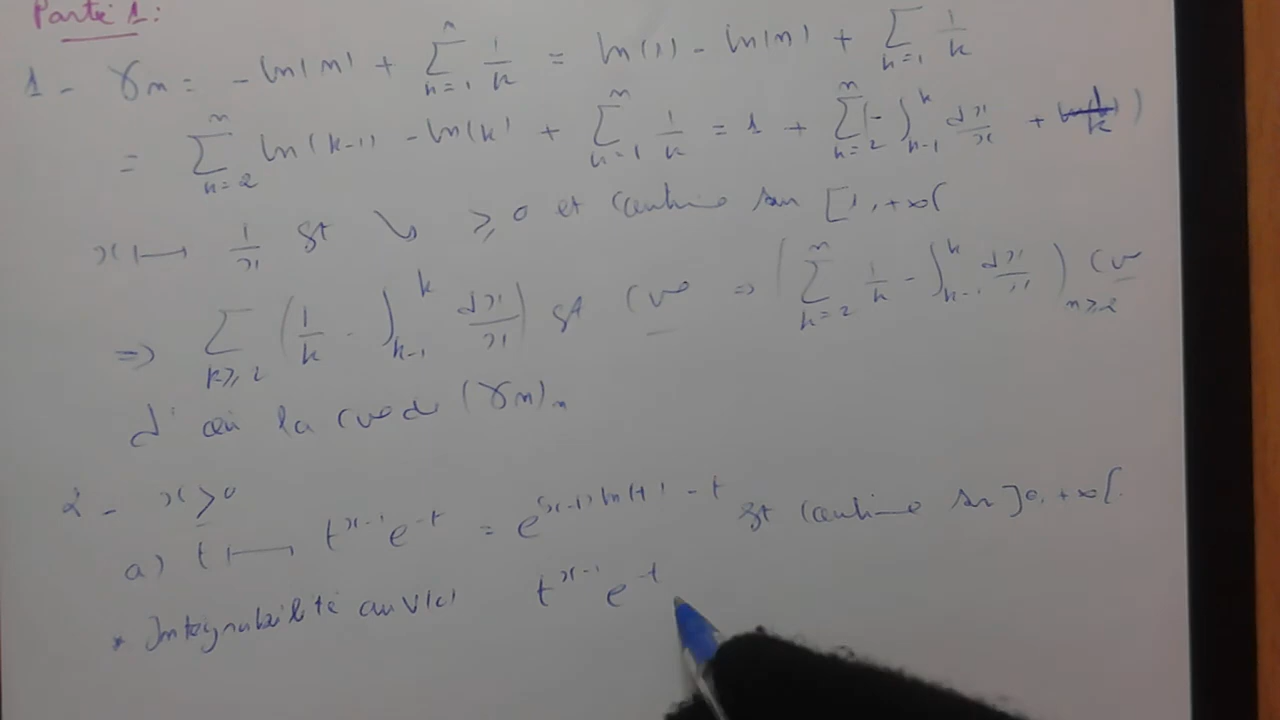 Partie 1:
1 - γn = -ln(n) + ∑_{k=1}^{n} 1/k = ln(1) - ln(n) + ∑_{k=1}^{n} 1/k
= ∑_{k=2}^{n} ln(k-1) - ln(k) + ∑_{k=1}^{n} 1/k = 1 + ∑_{k=2}^{n} (- ∫_{k-1}^{k} dx/x + 1/k)
x ⟼ 1/x est ↘ ≥ 0 et continue sur [1, +∞[
⇒ ∑_{k≥2} (1/k - ∫_{k-1}^{k} dx/x) est cve ⇒ (∑_{k=2}^{n} 1/k - ∫_{k-1}^{k} dx/x)_{n≥2} cv
d'où la cve de (γn)_n
2 - x > 0
a) t ⟼ t^{x-1} e^{-t} = e^{(x-1)ln(t) - t} est continue sur ]0, +∞[.
* Intégrabilité au V(0) t^{x-1} e^{-t}